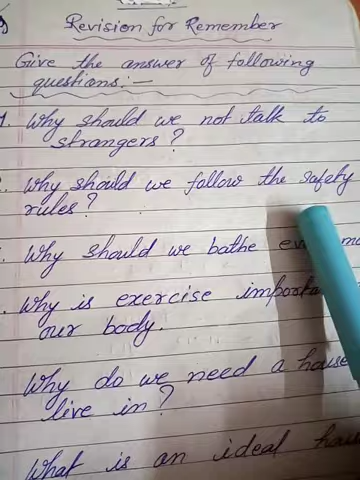 Revision for Remember
Give the answer of following
questions:-
1. Why should we not talk to
strangers?
Why should we follow the safety
rules?
Why should we bathe
Why is exercise
our body.
Why do we need a house
live in?
What is an ideal